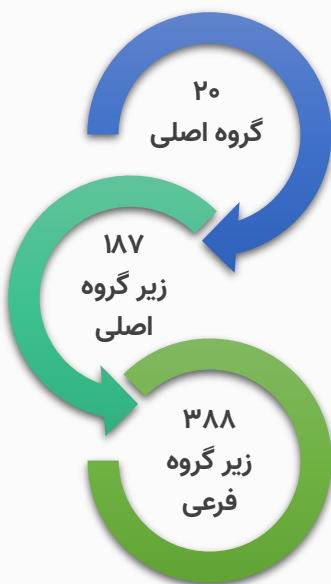 ۲۰
گروه اصلی
۱۸۷
زیر گروه
اصلی
۳۸۸
زیر گروه
فرعی